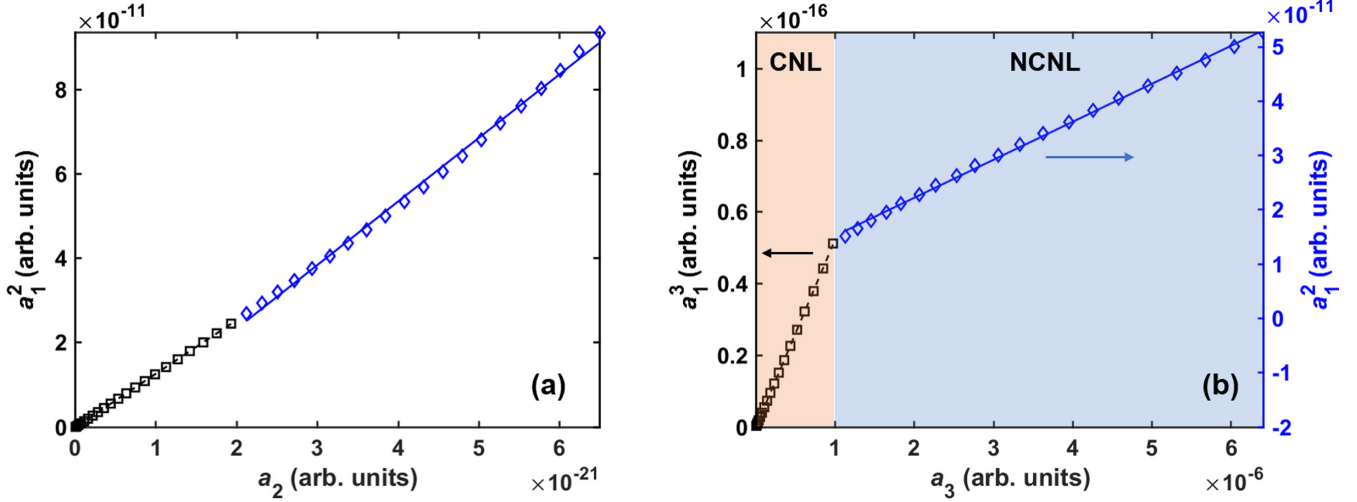 ×10⁻¹¹
8
6
4
2
0
a₁² (arb. units)
0 1 2 3 4 5 6
a₂ (arb. units)
×10⁻²¹
(a)
×10⁻¹⁶
1
0.8
0.6
0.4
0.2
0
a₁³ (arb. units)
CNL
NCNL
0 1 2 3 4 5 6
a₃ (arb. units)
×10⁻⁶
(b)
×10⁻¹¹
5
4
3
2
1
0
-1
-2
a₁² (arb. units)